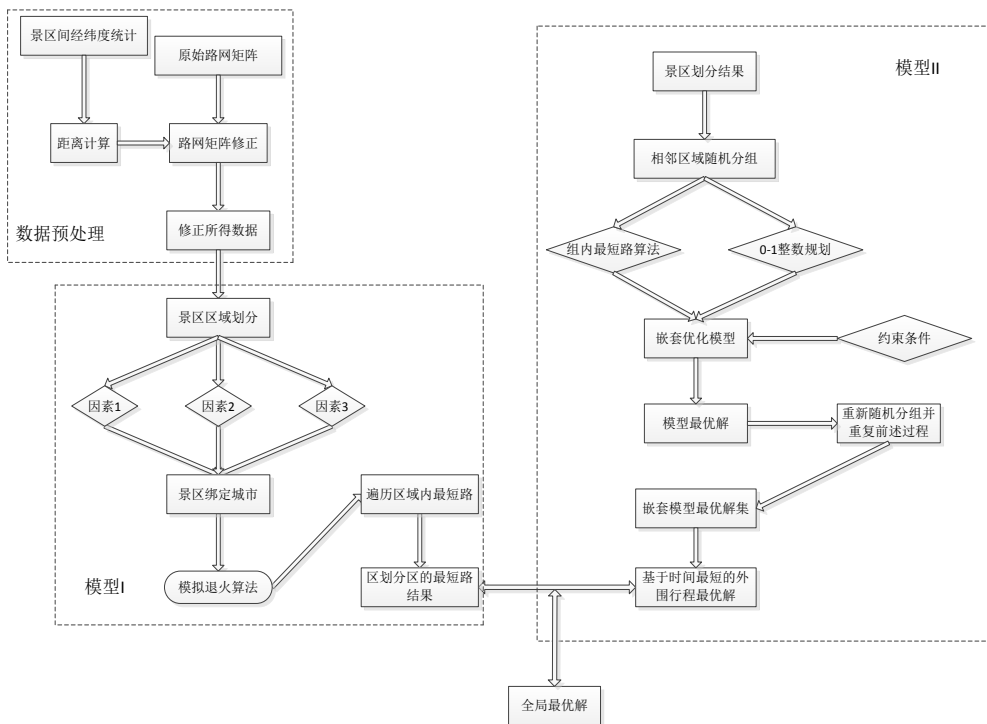 景区间经纬度统计
原始路网矩阵
距离计算
路网矩阵修正
数据预处理
修正所得数据
景区区域划分
因素1
因素2
因素3
景区绑定城市
遍历区域内最短路
模型I
模拟退火算法
区划分区的最短路
结果
模型II
景区划分结果
相邻区域随机分组
组内最短路算法
0-1整数规划
嵌套优化模型
约束条件
模型最优解
重新随机分组并
重复前述过程
嵌套模型最优解集
基于时间最短的外
围行程最优解
全局最优解